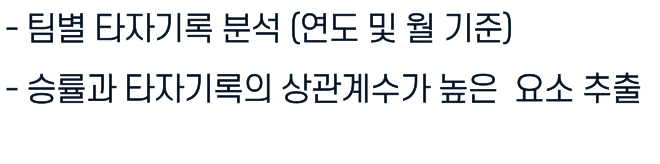 - 팀별 타자기록 분석 (연도 및 월 기준)
- 승률과 타자기록의 상관계수가 높은 요소 추출